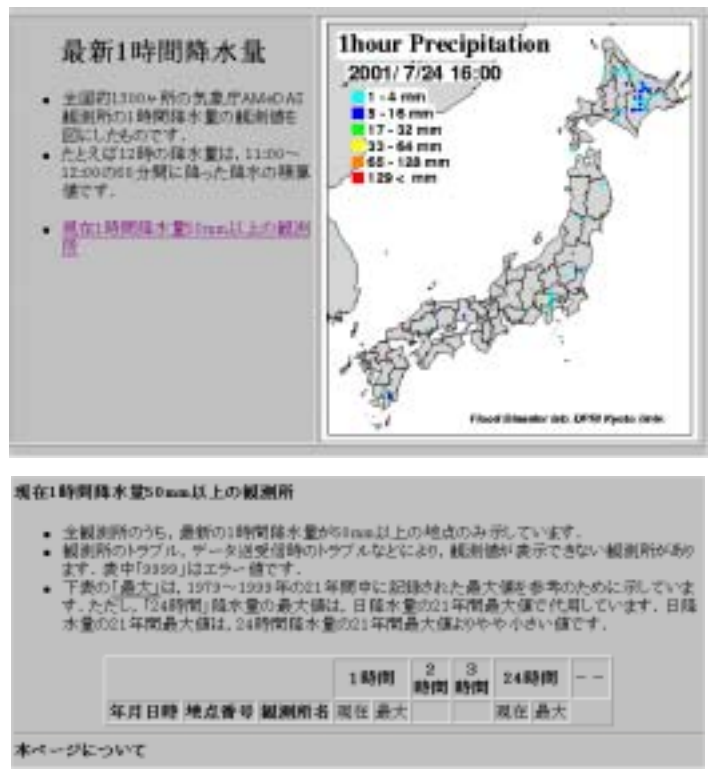 最新1時間降水量
全国約1300ヶ所の気象庁AMeDAS
観測所の1時間降水量の観測値を
図にしたものです.
たとえば12時の降水量は, 11:00～
12:00の60分間に降った降水の積算
値です.
現在1時間降水量50mm以上の観測
所
1hour Precipitation
2001/ 7/24 16:00
1 - 4 mm
5 - 16 mm
17 - 32 mm
33 - 64 mm
65 - 128 mm
129 < mm
Flood Disaster lab. DPRI Kyoto Univ.
現在1時間降水量50mm以上の観測所
全観測所のうち, 最新の1時間降水量が50mm以上の地点のみ示しています.
観測所のトラブル, データ送受信時のトラブルなどにより, 観測値が表示できない観測所があり
ます. 表中「9999」はエラー値です.
下表の「最大」は, 1979～1999年の21年間中に記録された最大値を参考のために示していま
す. ただし, 「24時間」降水量の最大値は, 日降水量の21年間最大値で代用しています. 日降
水量の21年間最大値は, 24時間降水量の21年間最大値よりやや小さい値です.
1時間 2時間 3時間 24時間 --
年月日時 地点番号 観測所名 現在 最大 現在 最大
本ページについて